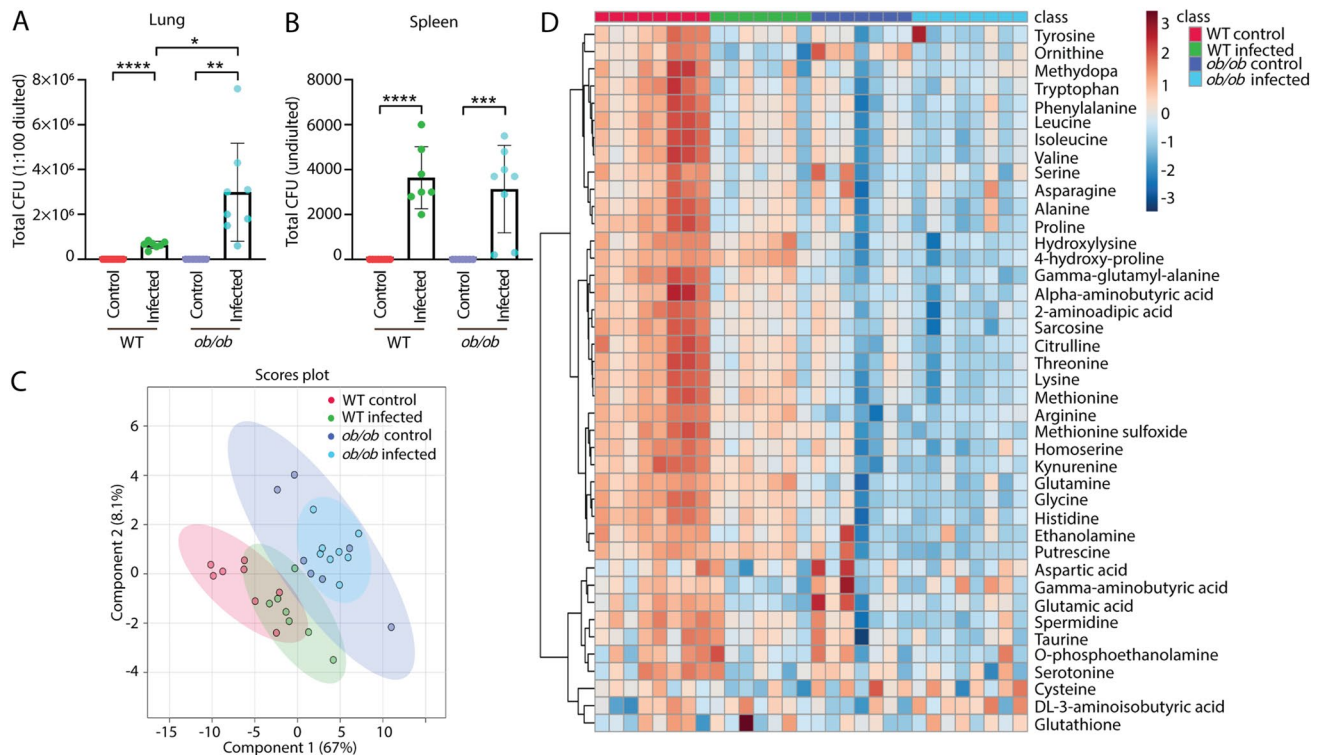 A
Lung
*
****
**
8×10⁶
6×10⁶
4×10⁶
2×10⁶
0
Total CFU (1:100 diulted)
Control
Infected
Control
Infected
WT
ob/ob
B
Spleen
****
***
8000
6000
4000
2000
0
Total CFU (undiulted)
Control
Infected
Control
Infected
WT
ob/ob
C
Scores plot
WT control
WT infected
ob/ob control
ob/ob infected
6
4
2
0
-2
-4
Component 2 (8.1%)
-15
-10
-5
0
5
10
Component 1 (67%)
D
class
Tyrosine
Ornithine
Methydopa
Tryptophan
Phenylalanine
Leucine
Isoleucine
Valine
Serine
Asparagine
Alanine
Proline
Hydroxylysine
4-hydroxy-proline
Gamma-glutamyl-alanine
Alpha-aminobutyric acid
2-aminoadipic acid
Sarcosine
Citrulline
Threonine
Lysine
Methionine
Arginine
Methionine sulfoxide
Homoserine
Kynurenine
Glutamine
Glycine
Histidine
Ethanolamine
Putrescine
Aspartic acid
Gamma-aminobutyric acid
Glutamic acid
Spermidine
Taurine
O-phosphoethanolamine
Serotonine
Cysteine
DL-3-aminoisobutyric acid
Glutathione
3
2
1
0
-1
-2
-3
class
WT control
WT infected
ob/ob control
ob/ob infected